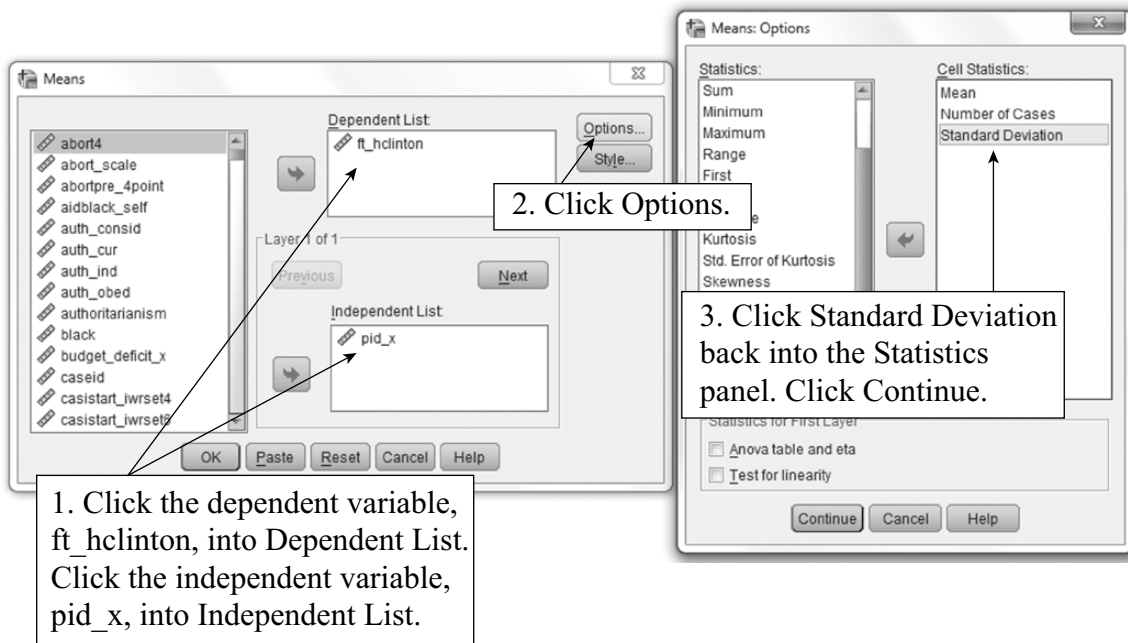 Means
abort4
abort_scale
abortpre_4point
aidblack_self
auth_consid
auth_cur
auth_ind
auth_obed
authoritarianism
black
budget_deficit_x
caseid
casistart_iwrset4
casistart_iwrset6
Dependent List:
ft_hclinton
Options...
Style...
Layer 1 of 1
Previous
Next
Independent List:
pid_x
OK
Paste
Reset
Cancel
Help
1. Click the dependent variable,
ft_hclinton, into Dependent List.
Click the independent variable,
pid_x, into Independent List.
2. Click Options.
Means: Options
Statistics:
Sum
Minimum
Maximum
Range
First
Kurtosis
Std. Error of Kurtosis
Skewness
Cell Statistics:
Mean
Number of Cases
Standard Deviation
3. Click Standard Deviation
back into the Statistics
panel. Click Continue.
Statistics for First Layer
Anova table and eta
Test for linearity
Continue
Cancel
Help